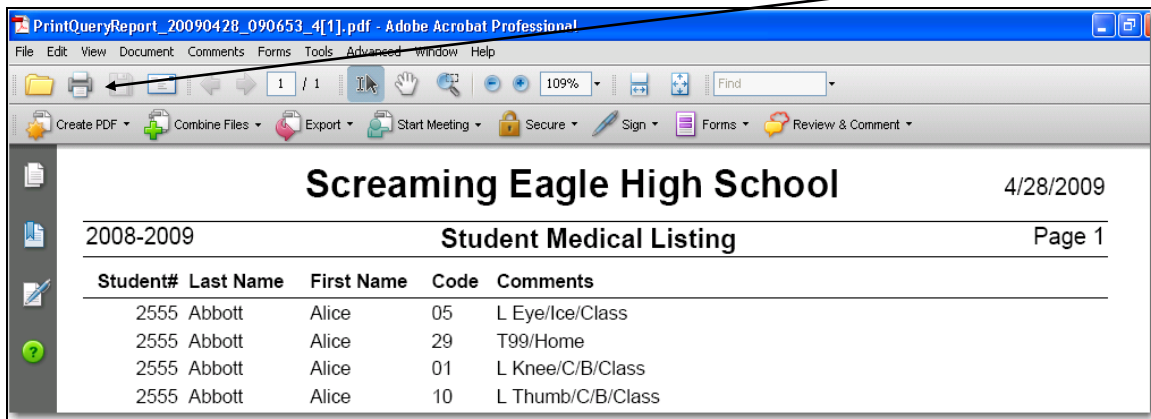 PrintQueryReport_20090428_090653_4[1].pdf - Adobe Acrobat Professional
File Edit View Document Comments Forms Tools Advanced Window Help
1 / 1 109% Find
Create PDF Combine Files Export Start Meeting Secure Sign Forms Review & Comment
Screaming Eagle High School 4/28/2009
2008-2009 Student Medical Listing Page 1
Student# Last Name First Name Code Comments
2555 Abbott Alice 05 L Eye/Ice/Class
2555 Abbott Alice 29 T99/Home
2555 Abbott Alice 01 L Knee/C/B/Class
2555 Abbott Alice 10 L Thumb/C/B/Class